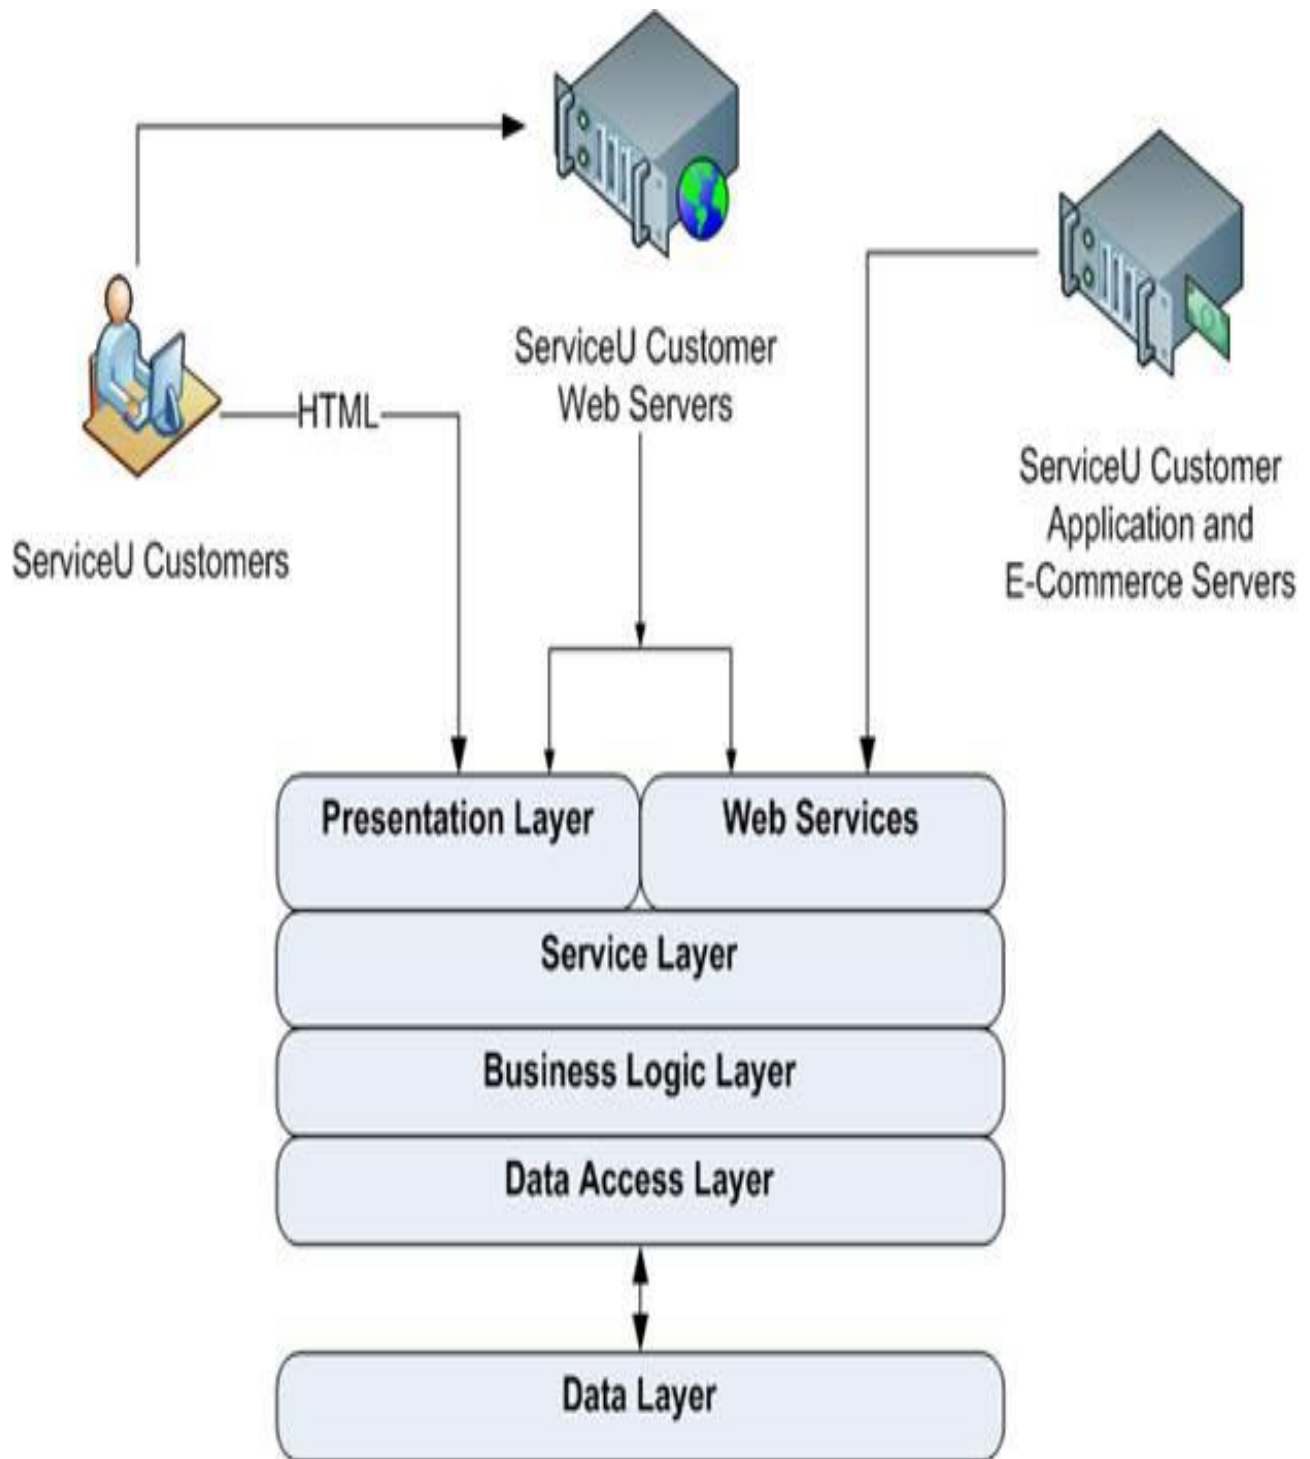 ServiceU Customer
Web Servers
HTML
ServiceU Customers
ServiceU Customer
Application and
E-Commerce Servers
Presentation Layer
Web Services
Service Layer
Business Logic Layer
Data Access Layer
Data Layer